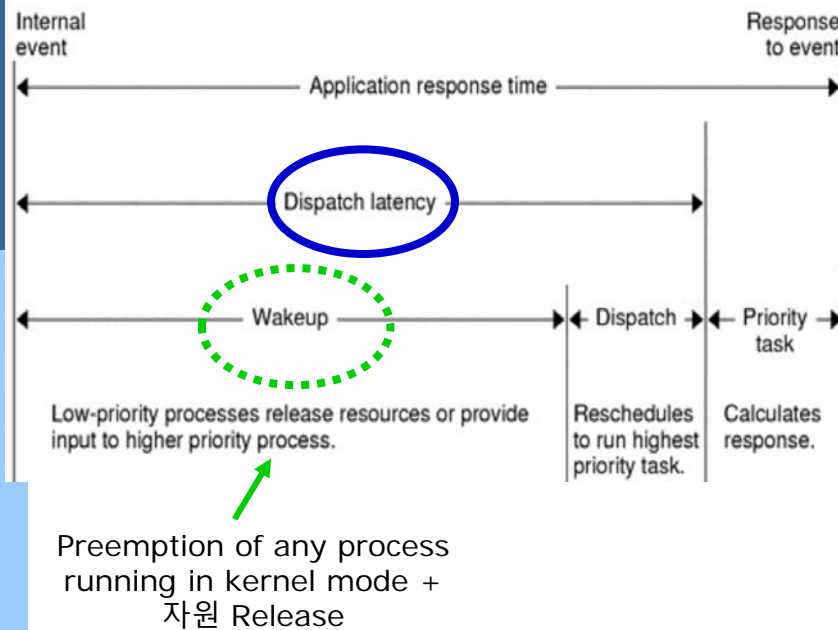 Internal
event
Response
to event
Application response time
Dispatch latency
Wakeup
Dispatch
Priority
task
Low-priority processes release resources or provide
input to higher priority process.
Reschedules
to run highest
priority task.
Calculates
response.
Preemption of any process
running in kernel mode +
자원 Release